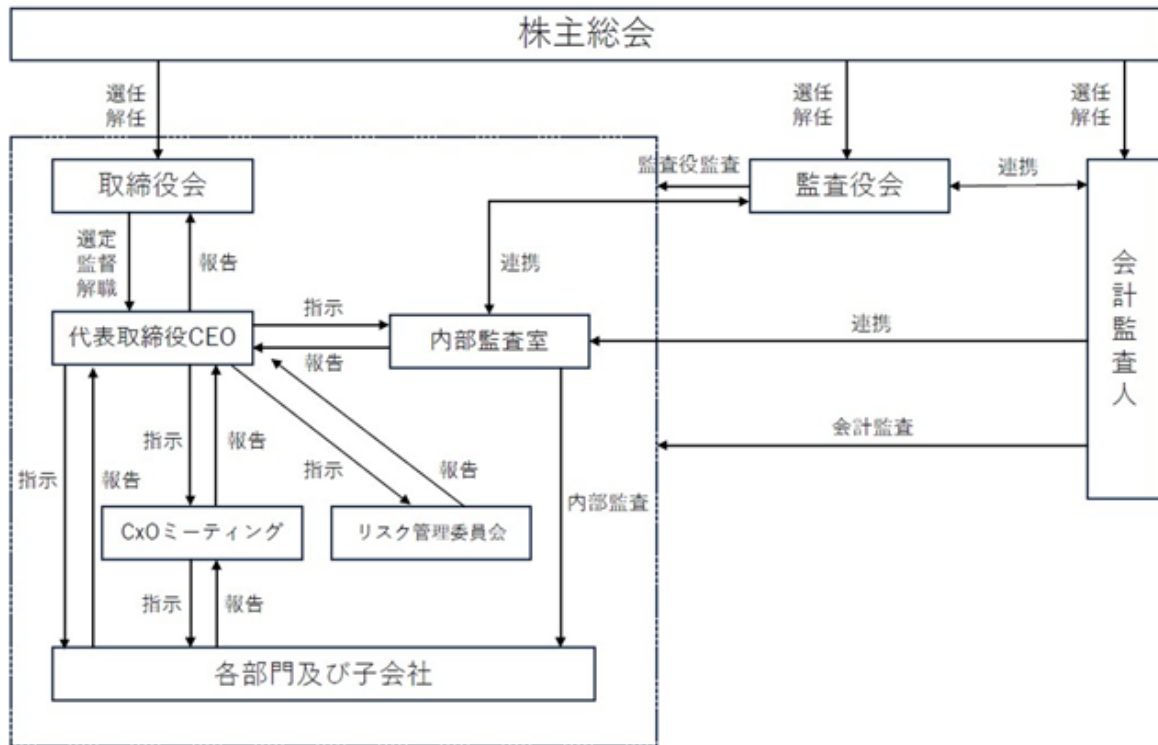 株主総会
選任
解任
選任
解任
選任
解任
取締役会
監査役監査
監査役会
連携
選定
監督
解職
報告
連携
会計監査人
指示
代表取締役CEO
内部監査室
連携
報告
会計監査
指示
報告
指示
報告
指示
報告
内部監査
CxOミーティング
リスク管理委員会
指示
報告
各部門及び子会社